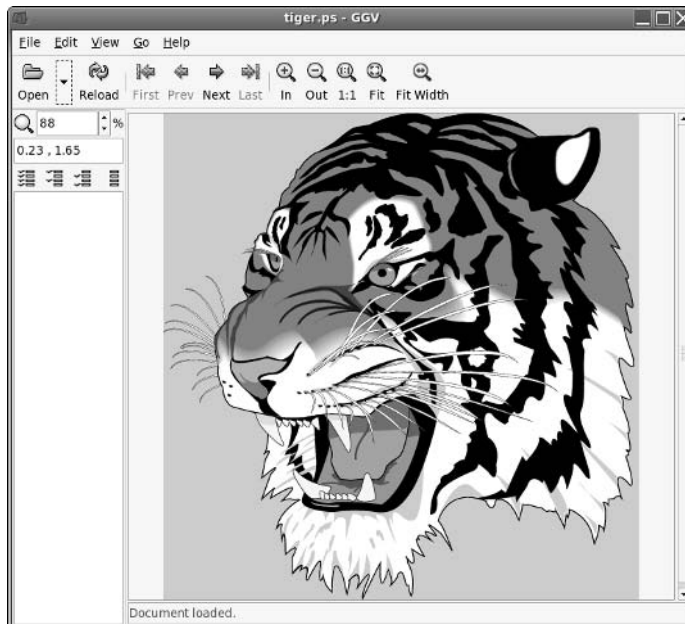 tiger.ps - GGV
File Edit View Go Help
Open Reload First Prev Next Last In Out 1:1 Fit Fit Width
88 %
0.23 , 1.65
Document loaded.